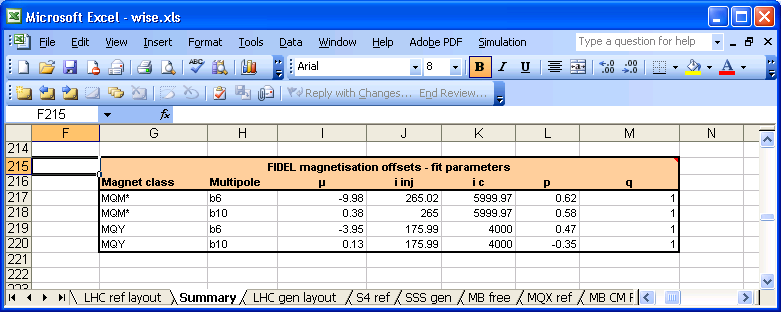 Microsoft Excel - wise.xls
File Edit View Insert Format Tools Data Window Help Adobe PDF Type a question for help
Arial 8 B I U
Reply with Changes... End Review...
F215 fx
F G H I J K L M N
214
215 FIDEL magnetisation offsets - fit parameters
216 Magnet class Multipole μ i inj i c p q
217 MQM* b6 -9.98 265.02 5999.97 0.62 1
218 MQM* b10 0.38 265 5999.97 0.58 1
219 MQY b6 -3.95 175.99 4000 0.47 1
220 MQY b10 0.13 175.99 4000 -0.35 1
221
222
223
LHC ref layout Summary LHC gen layout S4 ref SSS gen MB free MQX ref MB CM F